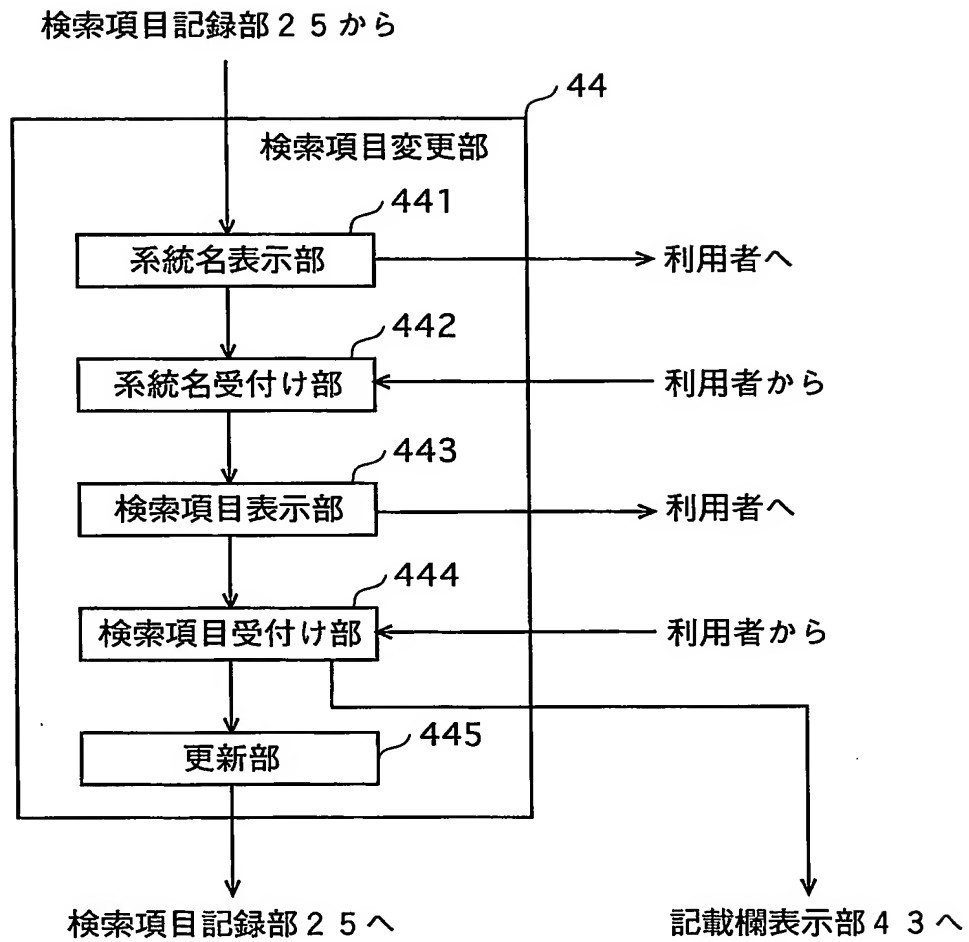 検索項目記録部２５から
44
検索項目変更部
441
系統名表示部
利用者へ
442
系統名受付け部
利用者から
443
検索項目表示部
利用者へ
444
検索項目受付け部
利用者から
445
更新部
検索項目記録部２５へ
記載欄表示部４３へ